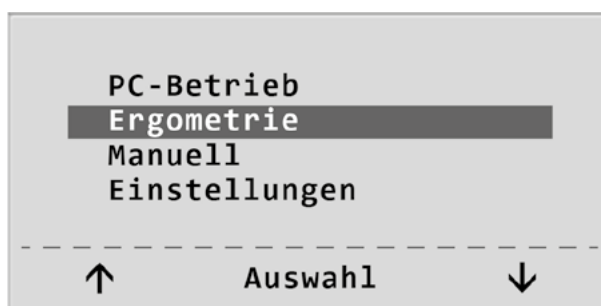 PC-Betrieb
Ergometrie
Manuell
Einstellungen
↑ Auswahl ↓